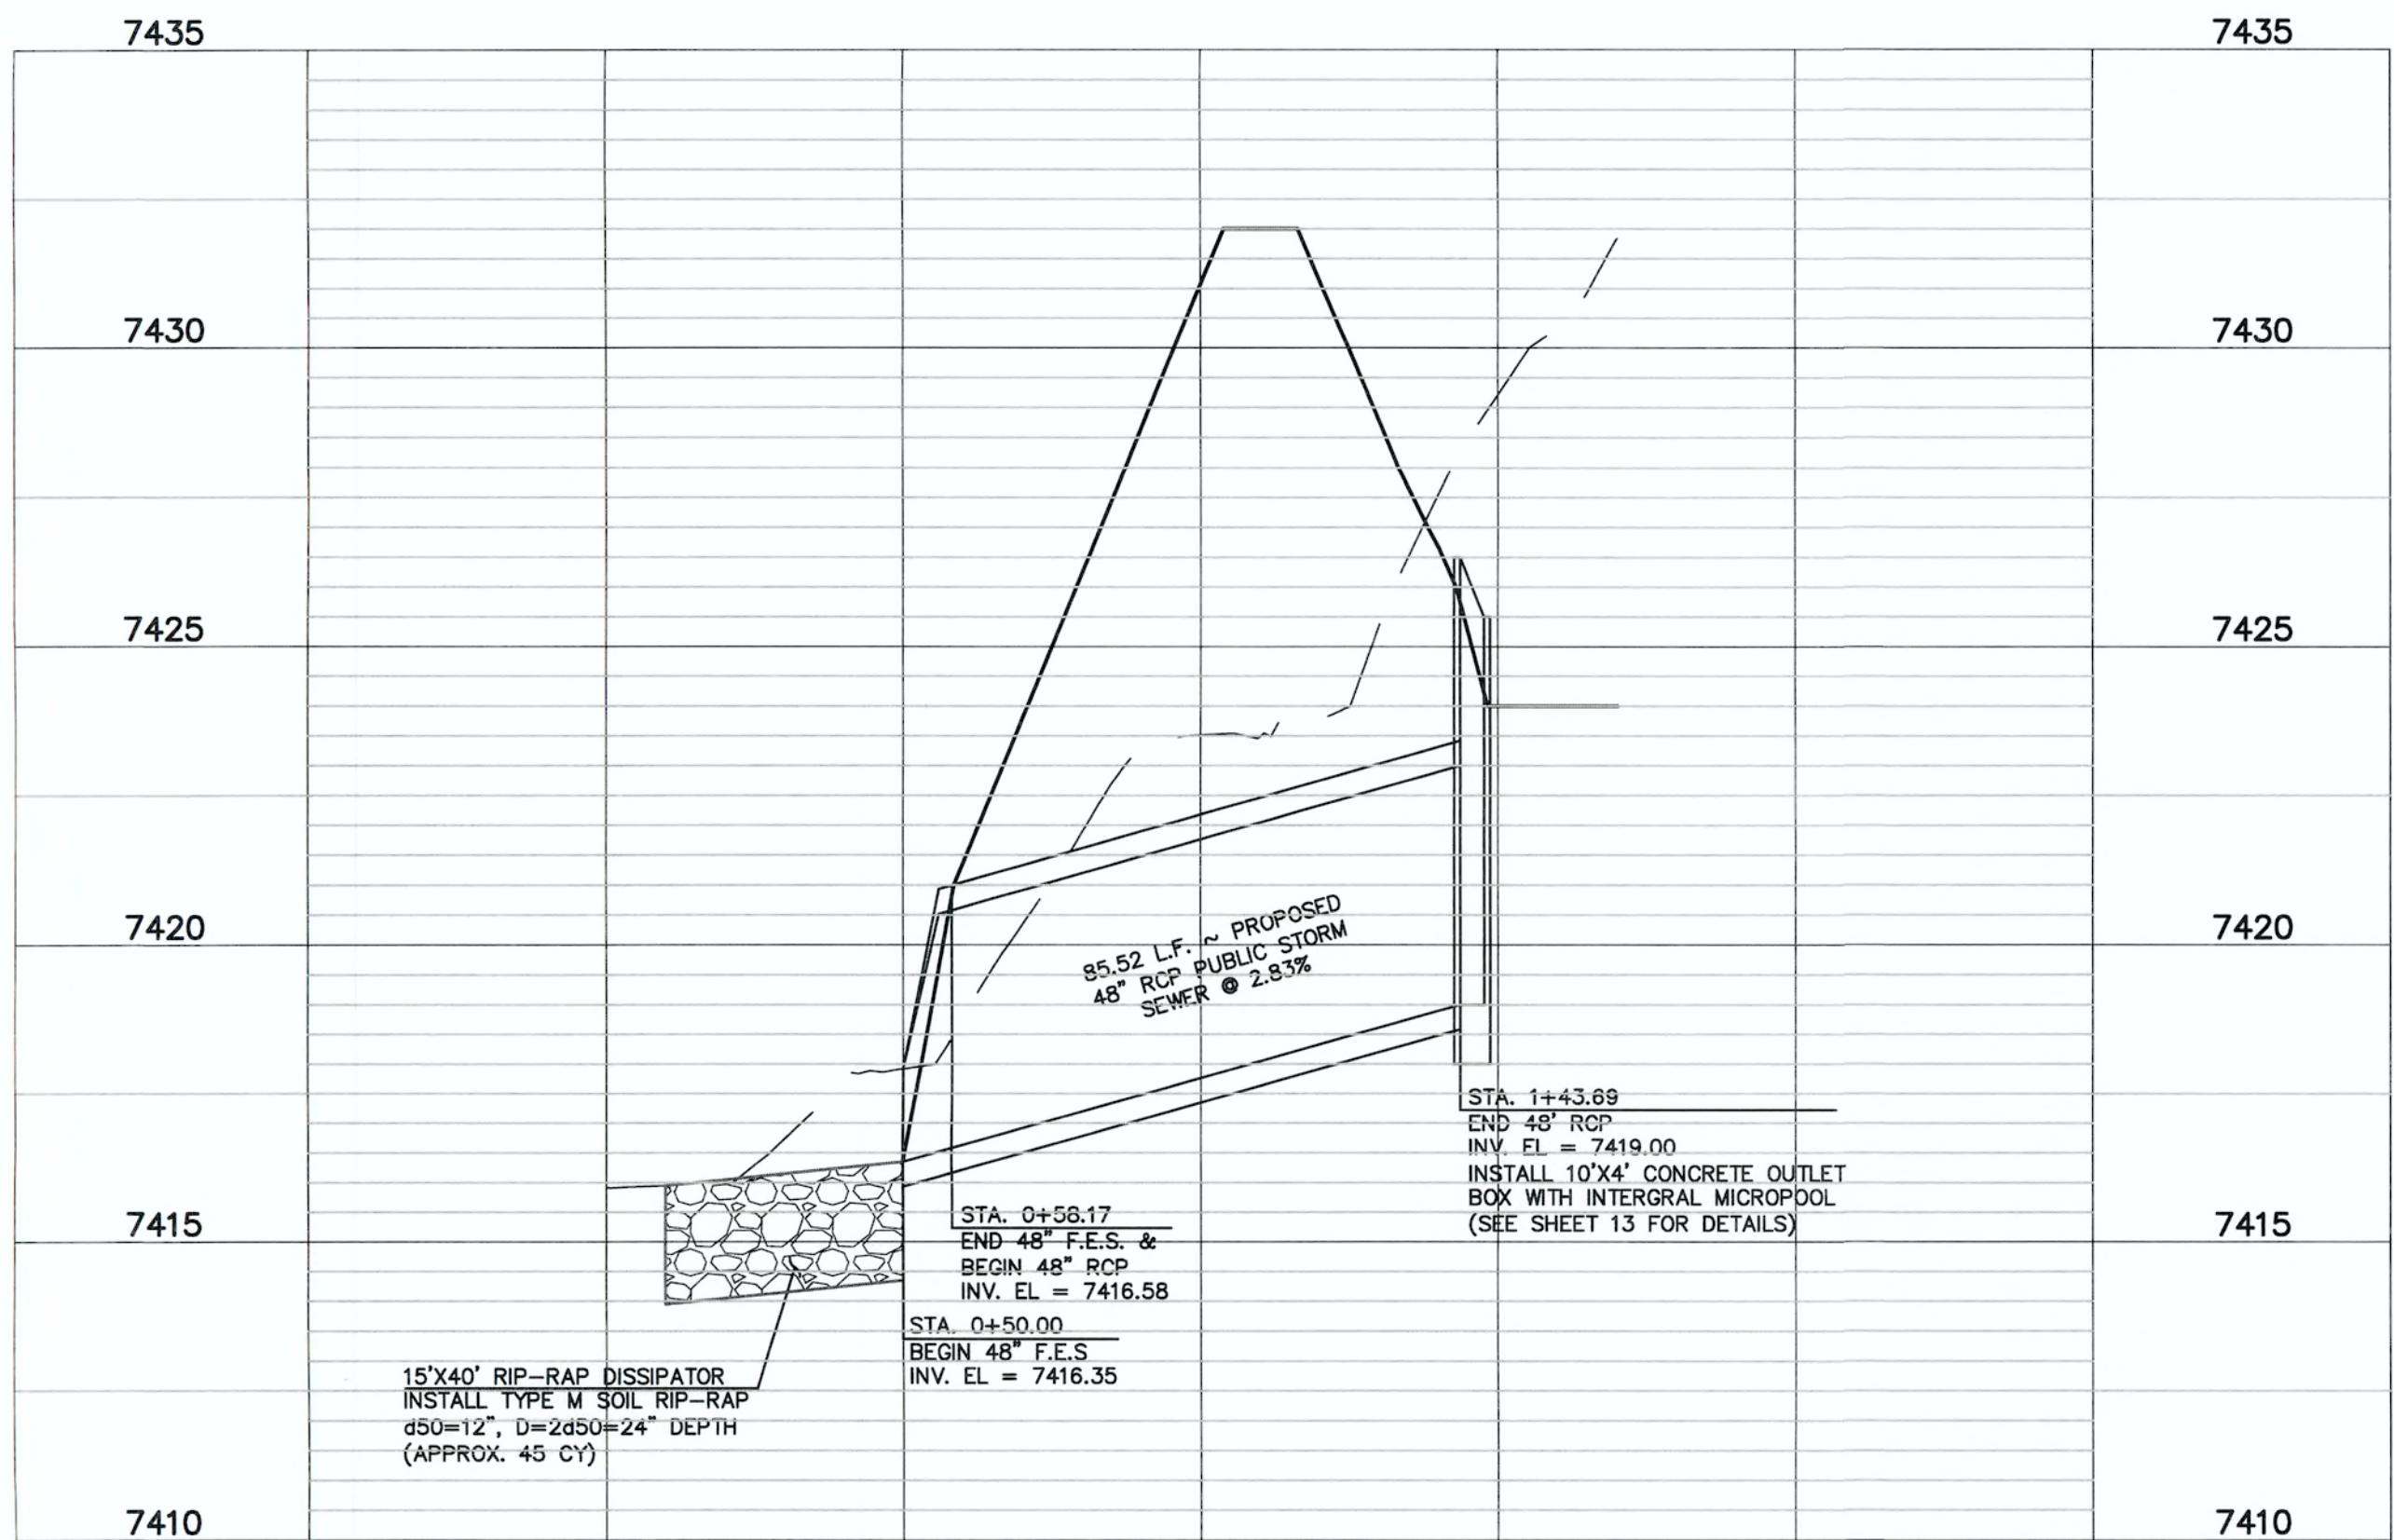 7435 7435
7430 7430
7425 7425
7420 7420
85.52 L.F. ~ PROPOSED
48" RCP PUBLIC STORM
SEWER @ 2.83%
STA. 1+43.69
END 48' RCP
INV. EL = 7419.00
INSTALL 10'X4' CONCRETE OUTLET
BOX WITH INTERGRAL MICROPOOL
(SEE SHEET 13 FOR DETAILS)
7415 7415
STA. 0+58.17
END 48" F.E.S. &
BEGIN 48" RCP
INV. EL = 7416.58
STA. 0+50.00
BEGIN 48" F.E.S
INV. EL = 7416.35
15'X40' RIP-RAP DISSIPATOR
INSTALL TYPE M SOIL RIP-RAP
d50=12", D=2d50=24" DEPTH
(APPROX. 45 CY)
7410 7410